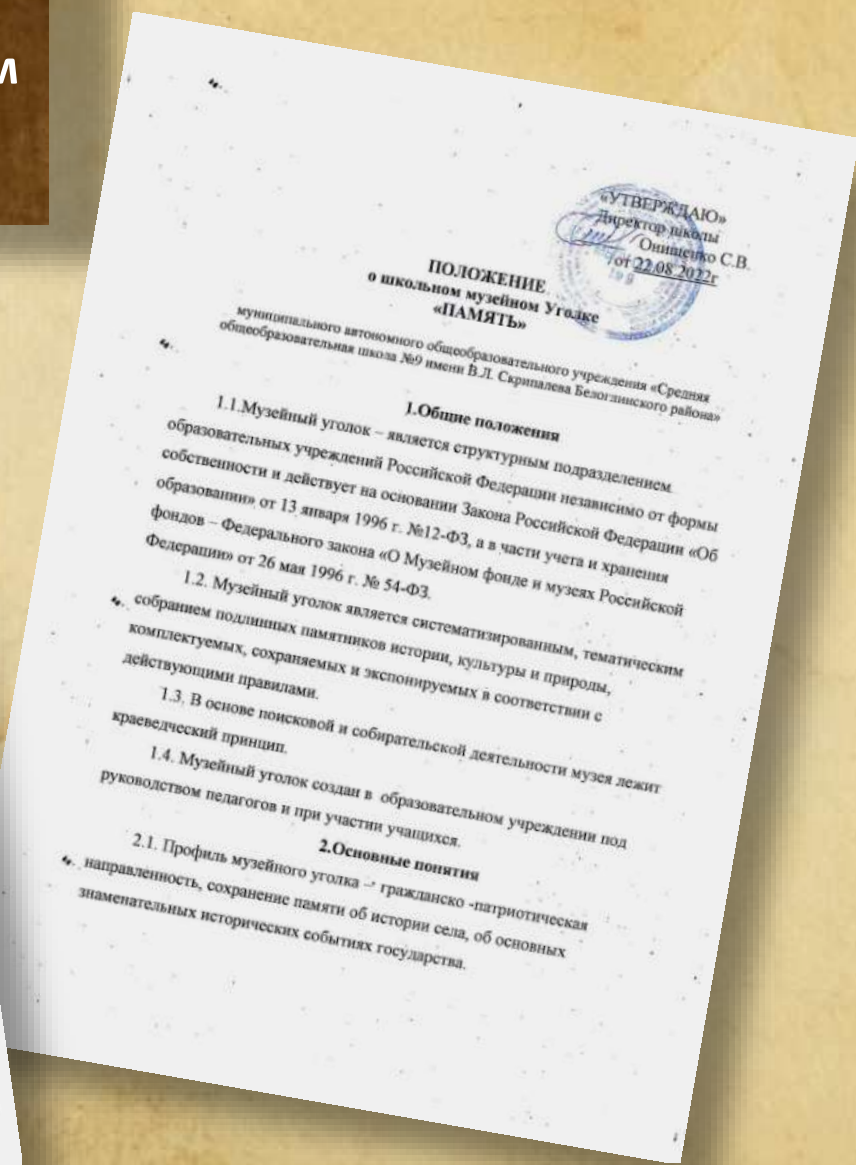 м
«УТВЕРЖДАЮ»
Директор школы
Онищенко С.В.
от 22.08.2022г
ПОЛОЖЕНИЕ
о школьном музейном Уголке
«ПАМЯТЬ»
муниципального автономного общеобразовательного учреждения «Средняя
общеобразовательная школа №9 имени В.Л. Скрипалева Белоглинского района»
1.Общие положения
1.1.Музейный уголок – является структурным подразделением
образовательных учреждений Российской Федерации независимо от формы
собственности и действует на основании Закона Российской Федерации «Об
образовании» от 13 января 1996 г. №12-ФЗ, а в части учета и хранения
фондов – Федерального закона «О Музейном фонде и музеях Российской
Федерации» от 26 мая 1996 г. № 54-ФЗ.
1.2. Музейный уголок является систематизированным, тематическим
собранием подлинных памятников истории, культуры и природы,
комплектуемых, сохраняемых и экспонируемых в соответствии с
действующими правилами.
1.3. В основе поисковой и собирательской деятельности музея лежит
краеведческий принцип.
1.4. Музейный уголок создан в образовательном учреждении под
руководством педагогов и при участии учащихся.
2.Основные понятия
2.1. Профиль музейного уголка – гражданско -патриотическая
направленность, сохранение памяти об истории села, об основных
знаменательных исторических событиях государства.